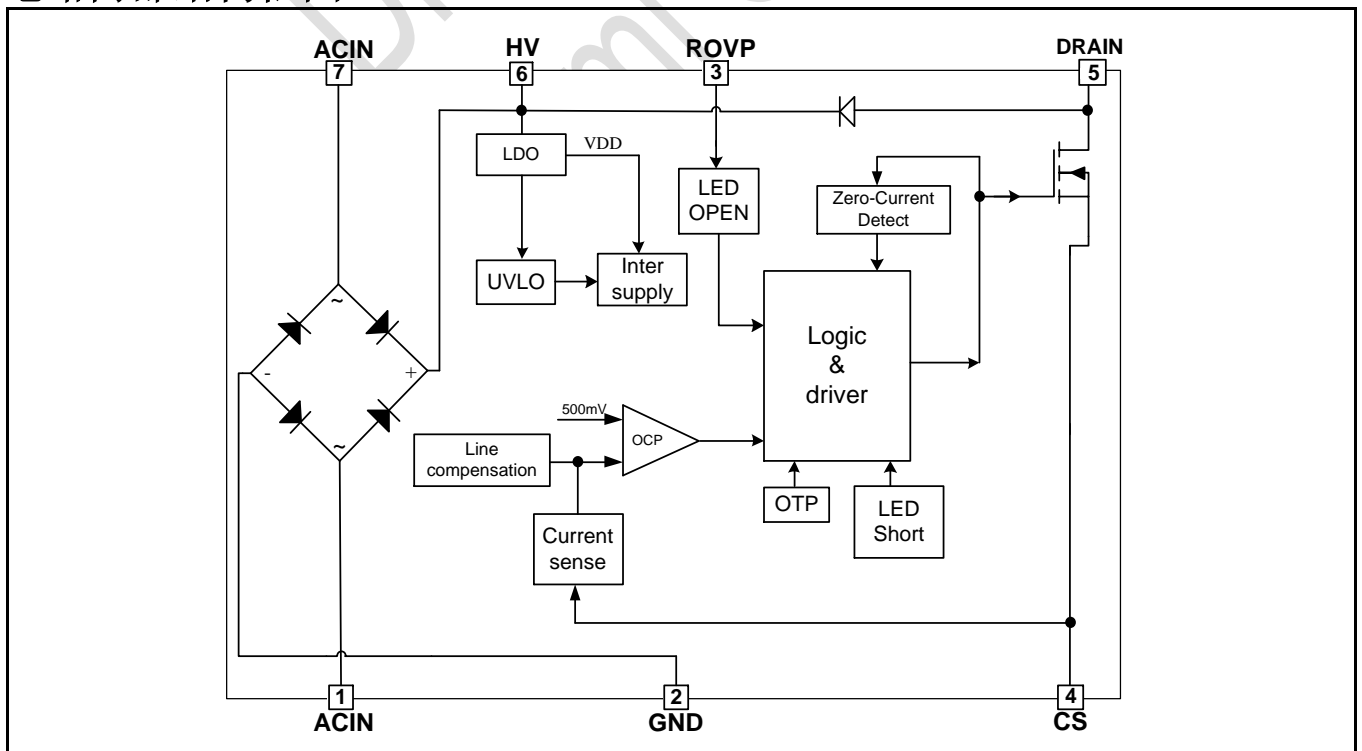 ACIN
HV
ROVP
DRAIN
7
6
3
5
LDO
VDD
LED
OPEN
Zero-Current
Detect
UVLO
Inter
supply
~
-
+
~
Logic
&
driver
500mV
OCP
Line
compensation
OTP
LED
Short
Current
sense
1
2
4
ACIN
GND
CS